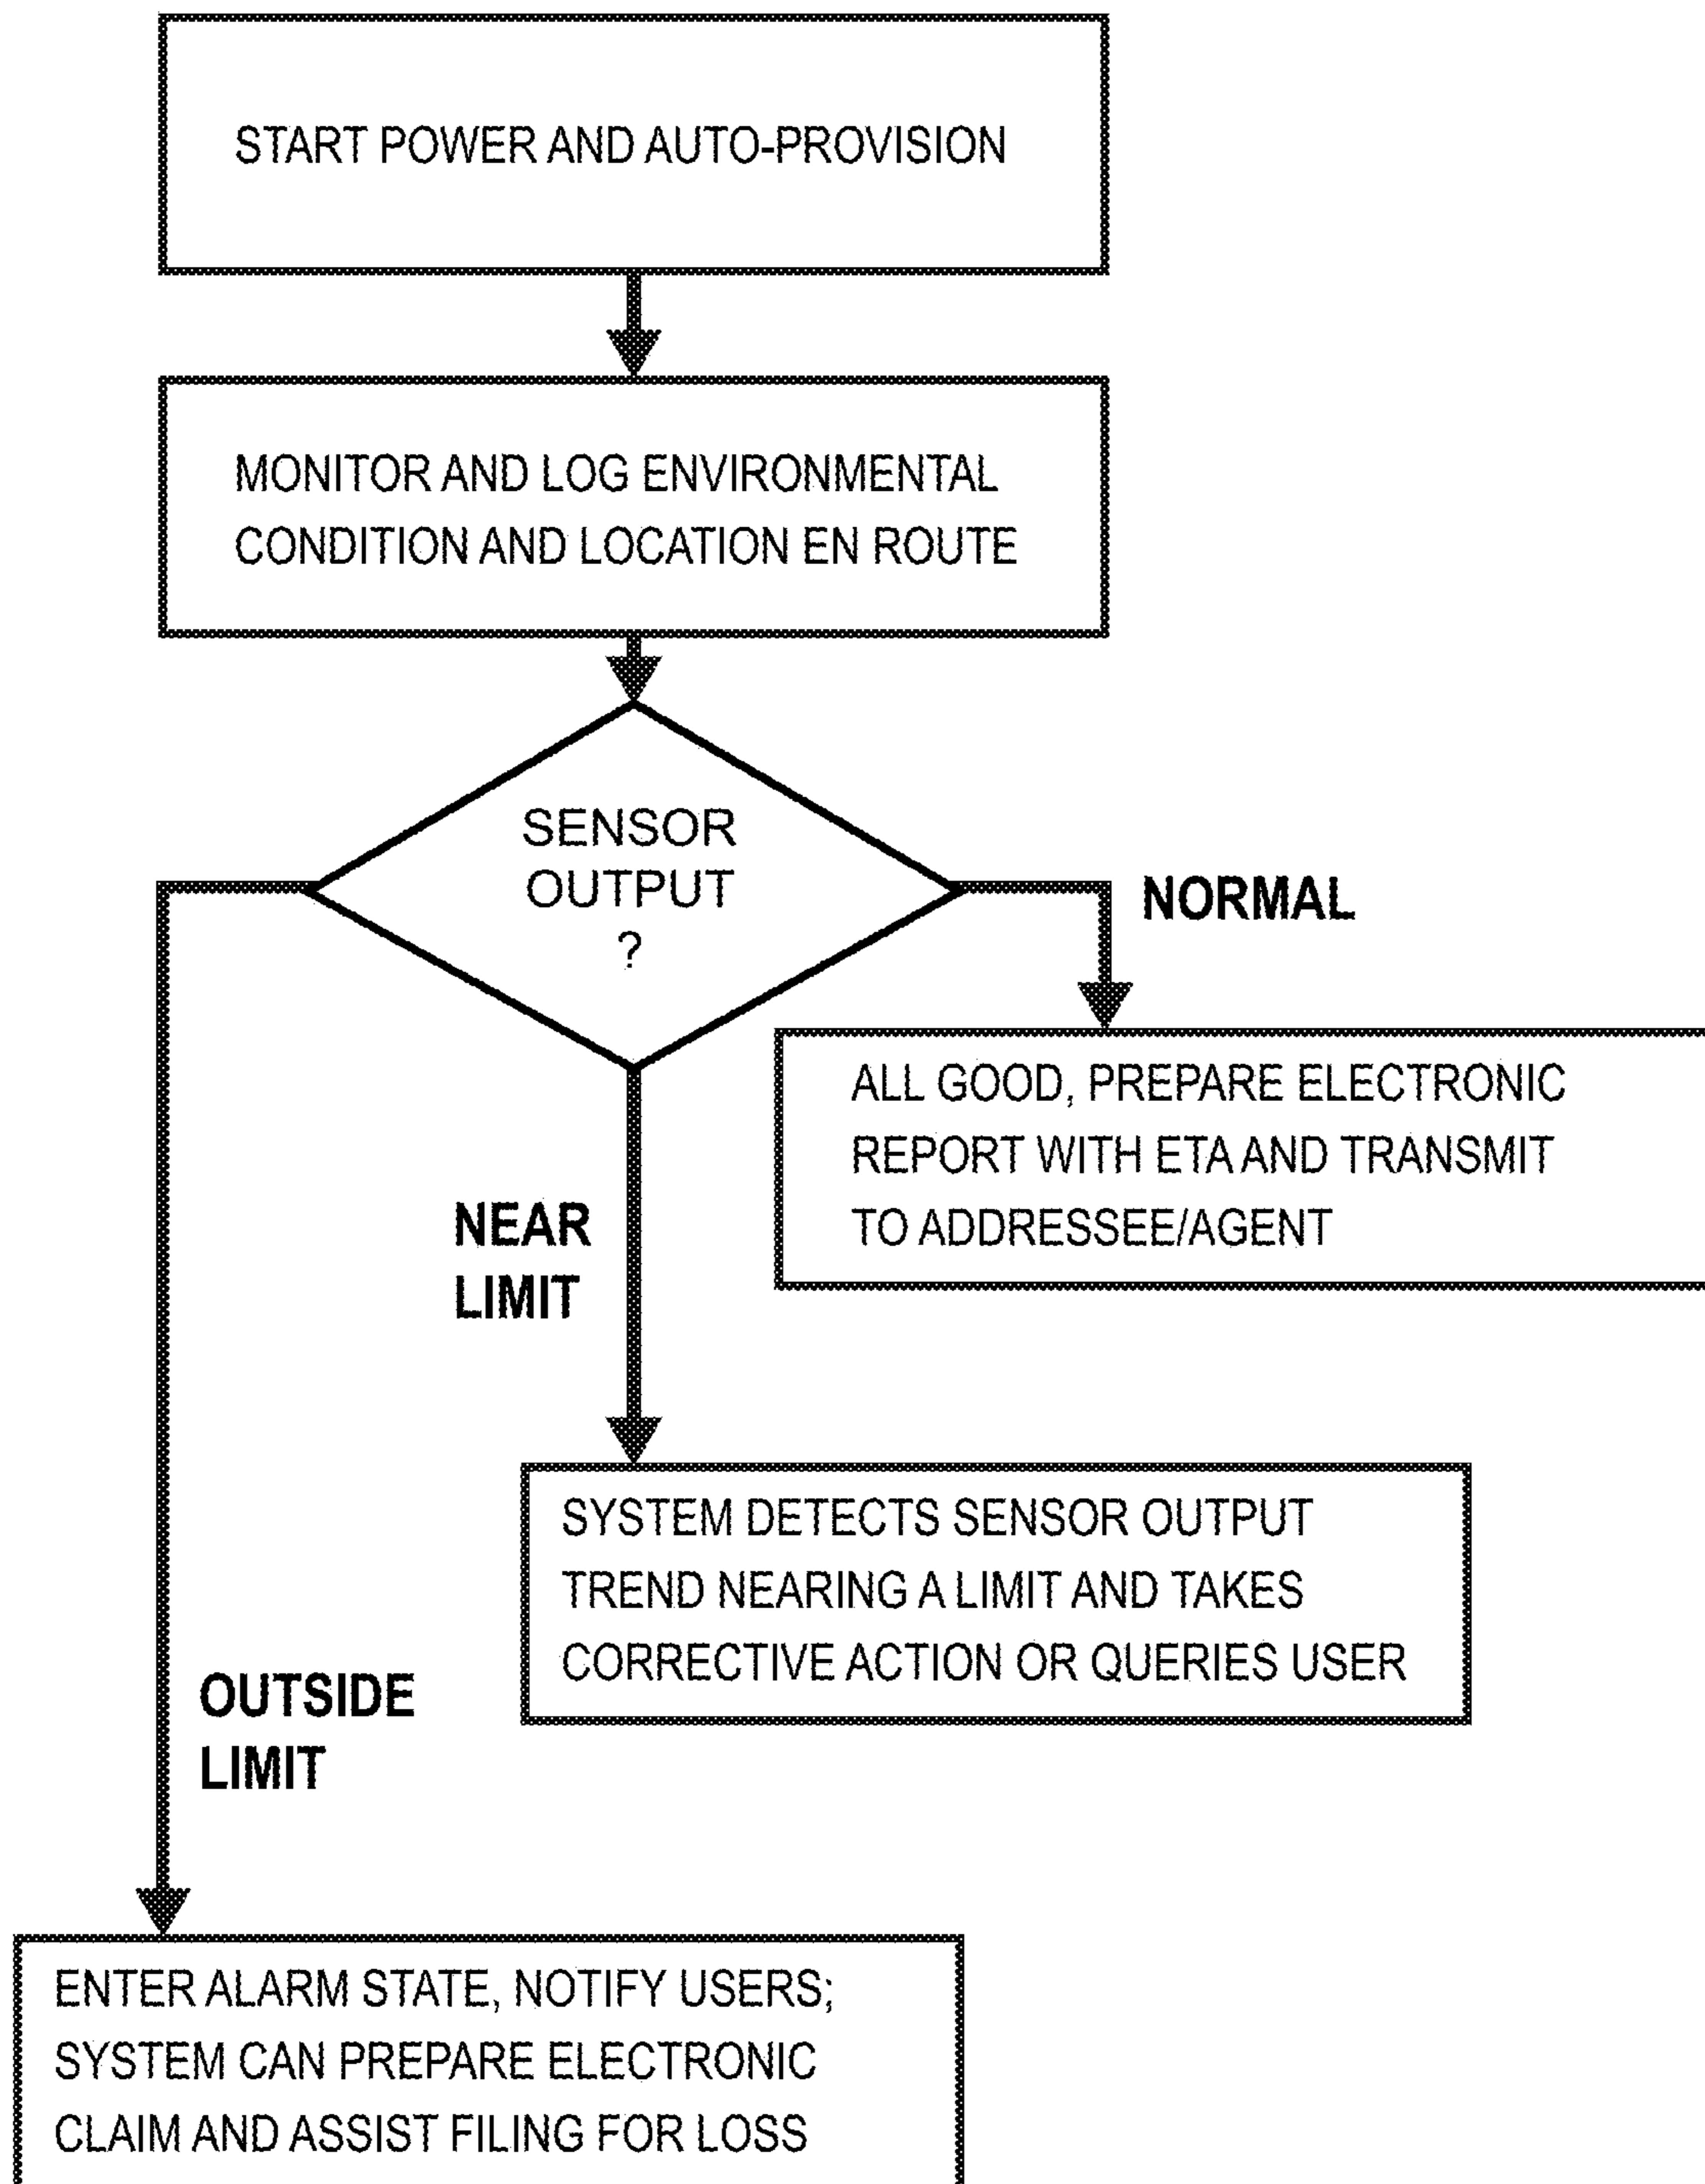 START POWER AND AUTO-PROVISION
MONITOR AND LOG ENVIRONMENTAL
CONDITION AND LOCATION EN ROUTE
SENSOR
OUTPUT
?
NORMAL
ALL GOOD, PREPARE ELECTRONIC
REPORT WITH ETA AND TRANSMIT
TO ADDRESSEE/AGENT
NEAR
LIMIT
SYSTEM DETECTS SENSOR OUTPUT
TREND NEARING A LIMIT AND TAKES
CORRECTIVE ACTION OR QUERIES USER
OUTSIDE
LIMIT
ENTER ALARM STATE, NOTIFY USERS;
SYSTEM CAN PREPARE ELECTRONIC
CLAIM AND ASSIST FILING FOR LOSS